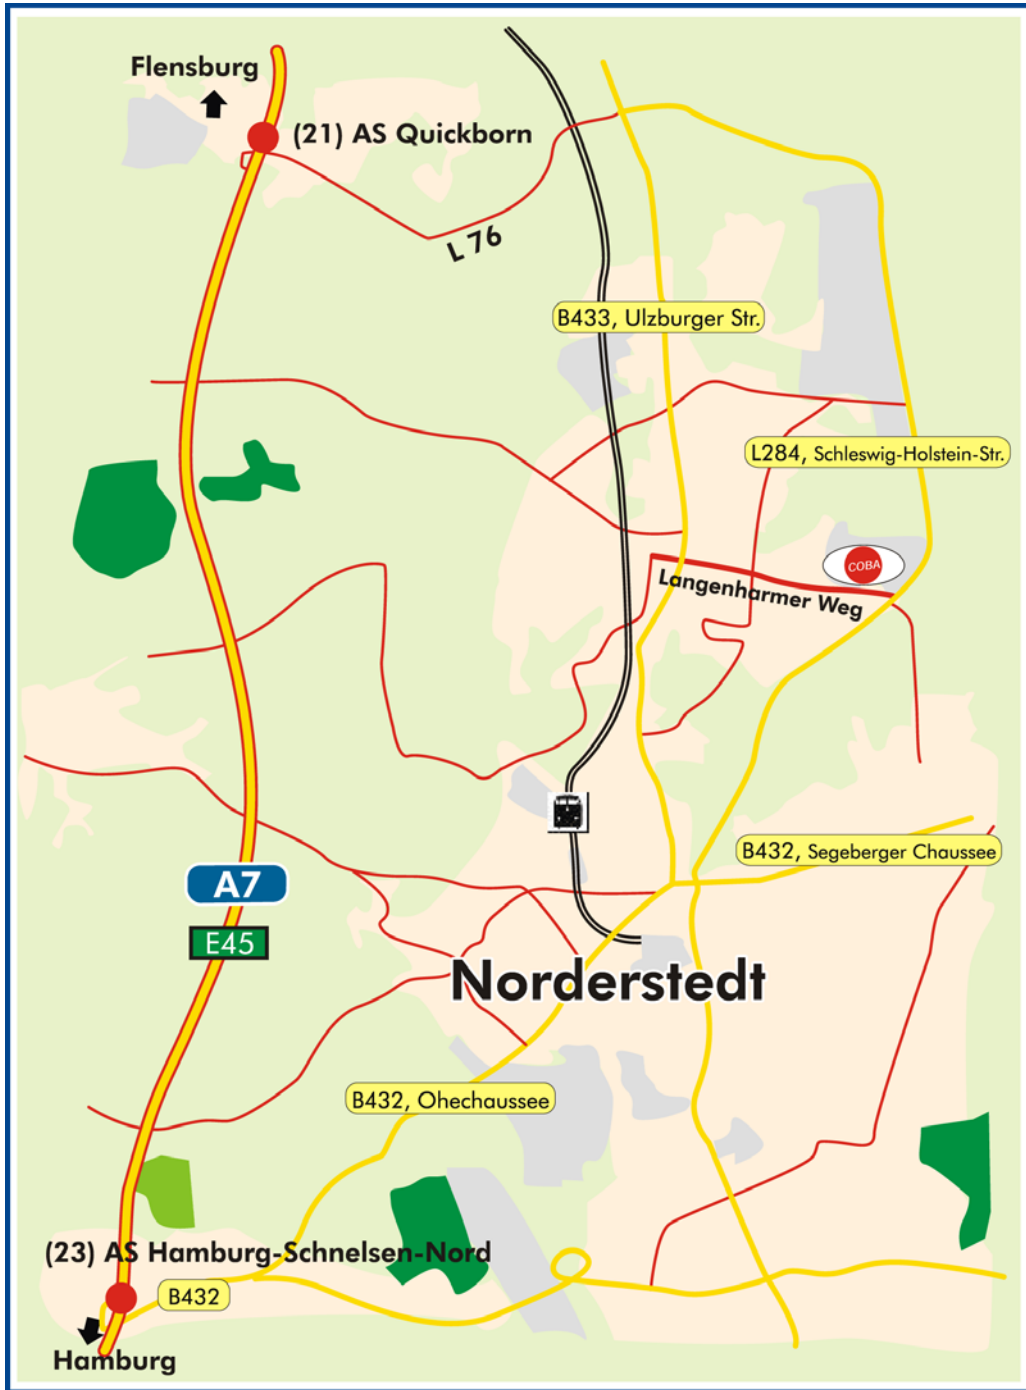 Flensburg
(21) AS Quickborn
L 76
B433, Ulzburger Str.
L284, Schleswig-Holstein-Str.
COBA
Langenharmer Weg
B432, Segeberger Chaussee
A7
E45
Norderstedt
B432, Ohechaussee
(23) AS Hamburg-Schnelsen-Nord
B432
Hamburg